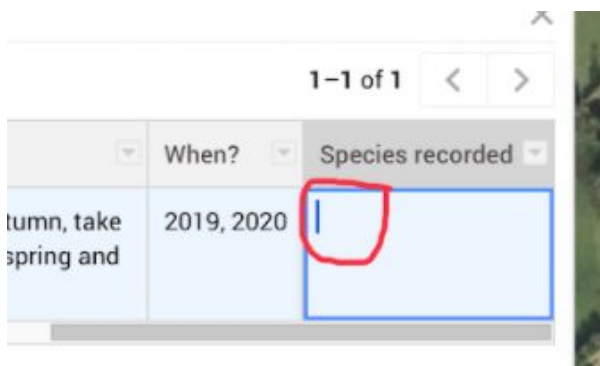 1–1 of 1
When?
Species recorded
tumn, take
spring and
2019, 2020